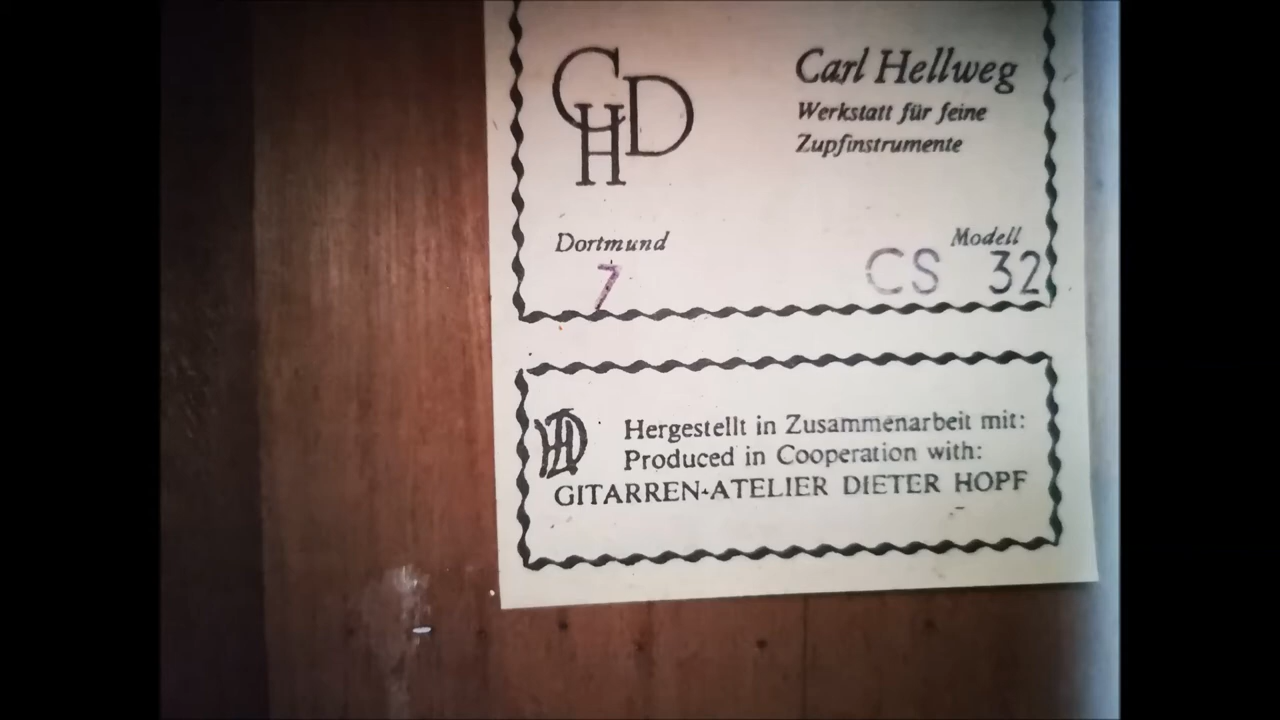 CHD
Carl Hellweg
Werkstatt für feine
Zupfinstrumente
Dortmund
7
Modell
CS 32
HD
Hergestellt in Zusammenarbeit mit:
Produced in Cooperation with:
GITARREN-ATELIER DIETER HOPF